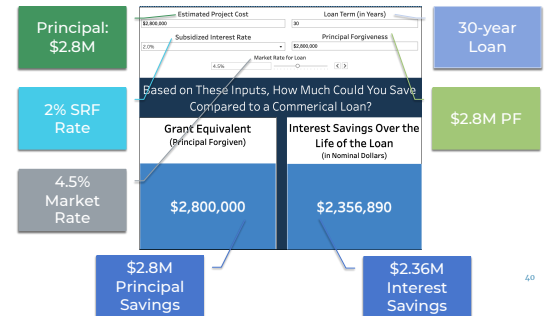 Principal:
$2.8M
2% SRF
Rate
4.5%
Market
Rate
Estimated Project Cost
$2,800,000
Loan Term (in Years)
30
Subsidized Interest Rate
2.0%
Principal Forgiveness
$2,800,000
Market Rate for Loan
4.5%
< >
Based on These Inputs, How Much Could You Save
Compared to a Commerical Loan?
Grant Equivalent
(Principal Forgiven)
$2,800,000
Interest Savings Over the
Life of the Loan
(in Nominal Dollars)
$2,356,890
30-year
Loan
$2.8M PF
$2.8M
Principal
Savings
$2.36M
Interest
Savings
40